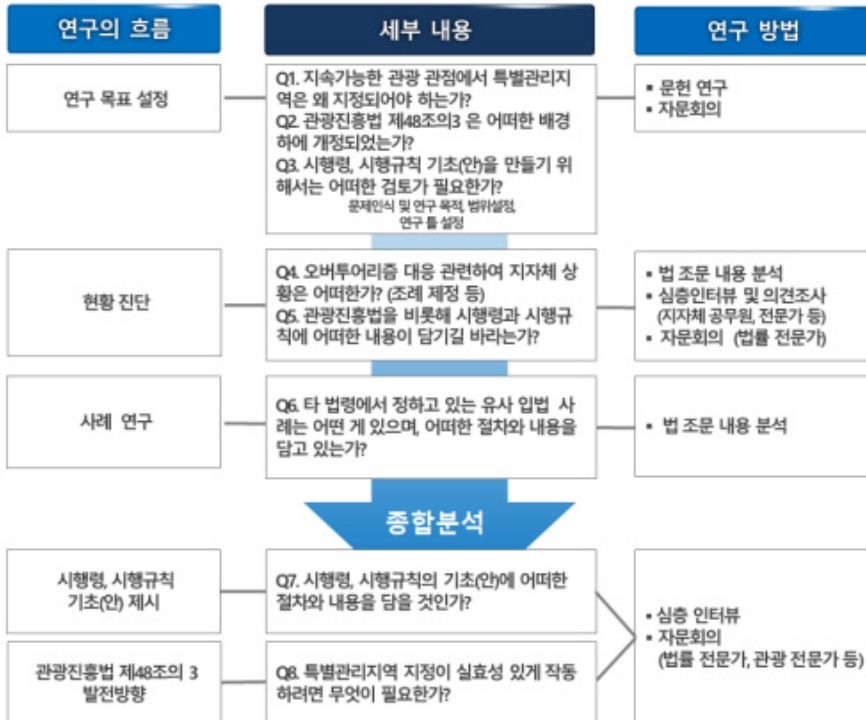 연구의 흐름
세부 내용
연구 방법
연구 목표 설정
Q1. 지속가능한 관광 관점에서 특별관리지
역은 왜 지정되어야 하는가?
Q2. 관광진흥법 제48조의3 은 어떠한 배경
하에 개정되었는가?
Q3. 시행령, 시행규칙 기초(안)을 만들기 위
해서는 어떠한 검토가 필요한가?
문제인식 및 연구 목적, 범위설정,
연구 틀 설정
▪ 문헌 연구
▪ 자문회의
현황 진단
Q4. 오버투어리즘 대응 관련하여 지자체 상
황은 어떠한가? (조례 제정 등)
Q5. 관광진흥법을 비롯해 시행령과 시행규
칙에 어떠한 내용이 담기길 바라는가?
▪ 법 조문 내용 분석
▪ 심층인터뷰 및 의견조사
(지자체 공무원, 전문가 등)
▪ 자문회의 (법률 전문가)
사례 연구
Q6. 타 법령에서 정하고 있는 유사 입법 사
례는 어떤 게 있으며, 어떠한 절차와 내용을
담고 있는가?
▪ 법 조문 내용 분석
종합분석
시행령, 시행규칙
기초(안) 제시
Q7. 시행령, 시행규칙의 기초(안)에 어떠한
절차와 내용을 담을 것인가?
관광진흥법 제48조의 3
발전방향
Q8. 특별관리지역 지정이 실효성 있게 작동
하려면 무엇이 필요한가?
▪ 심층 인터뷰
▪ 자문회의
(법률 전문가, 관광 전문가 등)